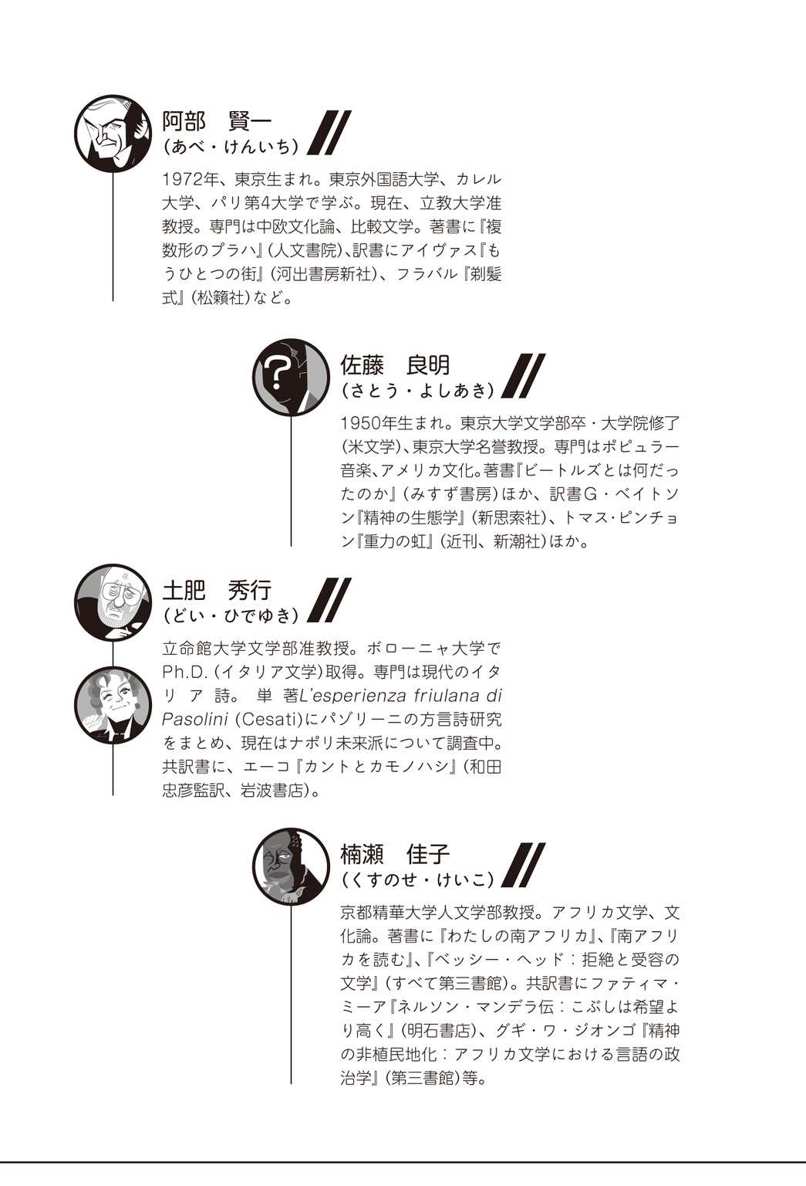 阿部　賢一
（あべ・けんいち）
1972年、東京生まれ。東京外国語大学、カレル
大学、パリ第4大学で学ぶ。現在、立教大学准
教授。専門は中欧文化論、比較文学。著書に『複
数形のプラハ』（人文書院）、訳書にアイヴァス『も
うひとつの街』（河出書房新社）、フラバル『剃髪
式』（松籟社）など。
?
佐藤　良明
（さとう・よしあき）
1950年生まれ。東京大学文学部卒・大学院修了
（米文学）、東京大学名誉教授。専門はポピュラー
音楽、アメリカ文化。著書『ビートルズとは何だっ
たのか』（みすず書房）ほか、訳書G・ベイトソ
ン『精神の生態学』（新思索社）、トマス・ピンチョ
ン『重力の虹』（近刊、新潮社）ほか。
土肥　秀行
（どい・ひでゆき）
立命館大学文学部准教授。ボローニャ大学で
Ph.D.（イタリア文学）取得。専門は現代のイタ
リア詩。単著L'esperienza friulana di
Pasolini (Cesati)にパゾリーニの方言詩研究
をまとめ、現在はナポリ未来派について調査中。
共訳書に、エーコ『カントとカモノハシ』（和田
忠彦監訳、岩波書店）。
楠瀬　佳子
（くすのせ・けいこ）
京都精華大学人文学部教授。アフリカ文学、文
化論。著書に『わたしの南アフリカ』、『南アフリ
カを読む』、『ベッシー・ヘッド：拒絶と受容の
文学』（すべて第三書館）。共訳書にファティマ・
ミーア『ネルソン・マンデラ伝：こぶしは希望よ
り高く』（明石書店）、グギ・ワ・ジオンゴ『精神
の非植民地化：アフリカ文学における言語の政
治学』（第三書館）等。